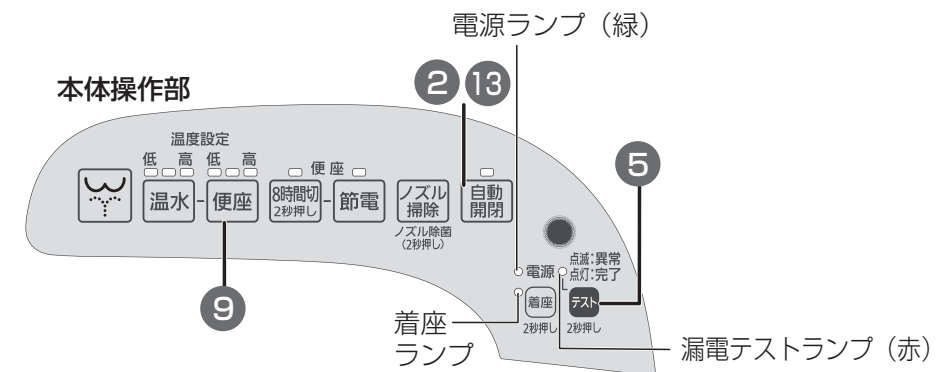 電源ランプ（緑）
本体操作部
2 13
温度設定
低 高 低 高
便座
5
温水 - 便座
8時間切
2秒押し
- 節電
ノズル
掃除
自動
開閉
ノズル除菌
（2秒押し）
電源
点滅：異常
点灯：完了
9
着座
テスト
2秒押し 2秒押し
着座
ランプ
漏電テストランプ（赤）